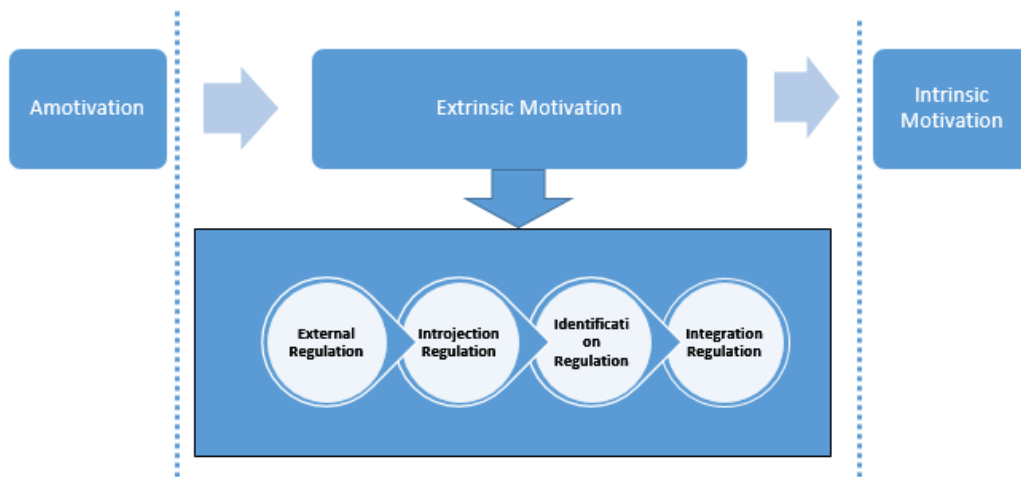 Amotivation
Extrinsic Motivation
Intrinsic
Motivation
External
Regulation
Introjection
Regulation
Identificati
on
Regulation
Integration
Regulation